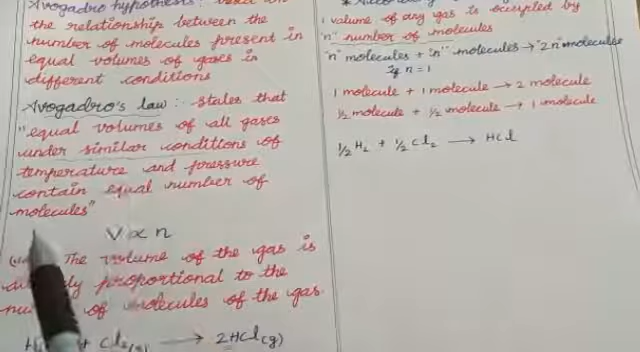 Avogadro hypothesis:
the relationship between the
number of molecules present in
equal volumes of gases in
different conditions
Avogadro's law :- states that
"equal volumes of all gases
under similar conditions of
temperature and pressure
contain equal number of
molecules"
V ∝ n
The volume of the gas is
proportional to the
of molecules of the gas.
+ Cl₂(g) → 2HCl(g)
1 volume of any gas is occupied by
"n" number of molecules
"n" molecules + "n" molecules → "2n" molecules
if n = 1
1 molecule + 1 molecule → 2 molecule
½ molecule + ½ molecule → 1 molecule
½ H₂ + ½ Cl₂ → HCl